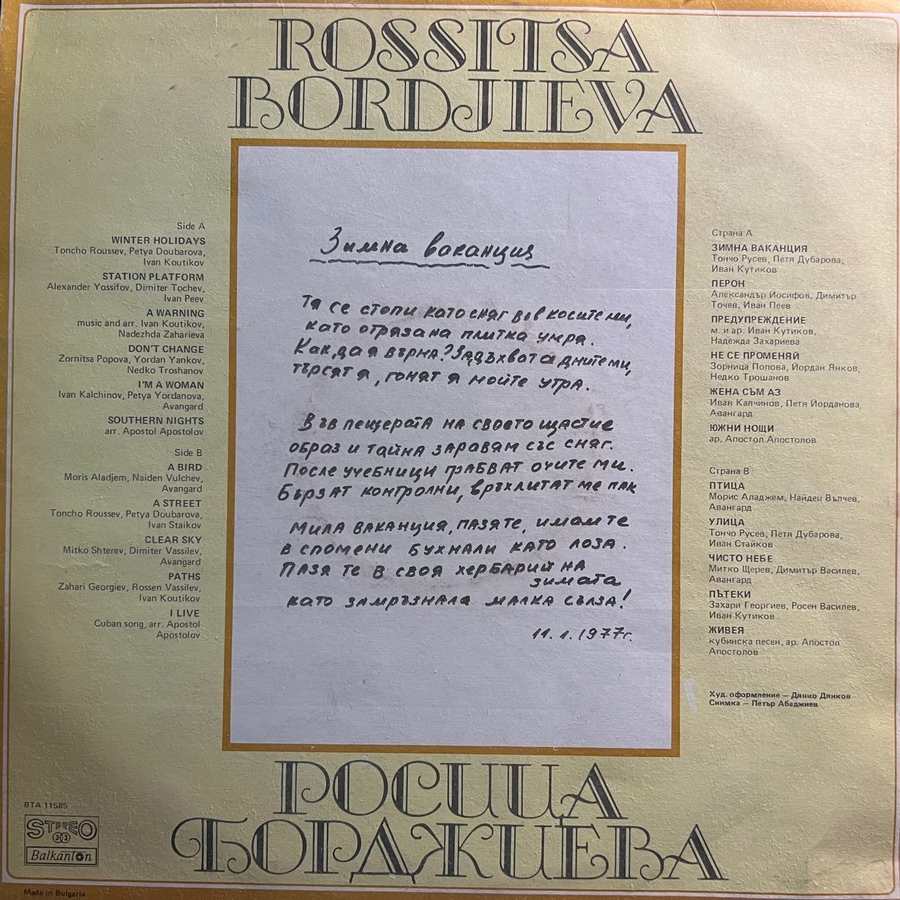 ROSSITSA
BORDJIEVA
Side A
WINTER HOLIDAYS
Toncho Roussev, Petya Doubarova,
Ivan Koutikov
STATION PLATFORM
Alexander Yossifov, Dimiter Tochev,
Ivan Peev
A WARNING
music and arr. Ivan Koutikov,
Nadezhda Zaharieva
DON'T CHANGE
Zornitsa Popova, Yordan Yankov,
Nedko Troshanov
I'M A WOMAN
Ivan Kalchinov, Petya Yordanova,
Avangard
SOUTHERN NIGHTS
arr. Apostol Apostolov
Side B
A BIRD
Moris Aladjem, Naiden Vulchev,
Avangard
A STREET
Toncho Roussev, Petya Doubarova,
Ivan Staikov
CLEAR SKY
Mitko Shterev, Dimiter Vassilev,
Avangard
PATHS
Zahari Georgiev, Rossen Vassilev,
Ivan Koutikov
I LIVE
Cuban song, arr. Apostol
Apostolov
Зимна ваканция
Тя се стопи като сняг във косите ми,
като отрязана плитка умря.
Как да я върна? Задъхват а дните ми,
търсят я, гонят я мойте утра.
Във пещерата на своето щастие
образ и тайна заравям със сняг.
После учебници грабват очите ми.
Бързат контролни, връхлитат ме пак
Мила ваканция, пазя те, имам те
в спомени бухнали като лоза.
Пазя те в своя хербарий на
зимата
като замръзнала малка сълза!
11.1.1977г.
Страна А
ЗИМНА ВАКАНЦИЯ
Тончо Русев, Петя Дубарова,
Иван Кутиков
ПЕРОН
Александър Йосифов, Димитър
Точев, Иван Пеев
ПРЕДУПРЕЖДЕНИЕ
м. и ар. Иван Кутиков,
Надежда Захариева
НЕ СЕ ПРОМЕНЯЙ
Зорница Попова, Йордан Янков,
Недко Трошанов
ЖЕНА СЪМ АЗ
Иван Калчинов, Петя Йорданова,
Авангард
ЮЖНИ НОЩИ
ар. Апостол Апостолов
Страна В
ПТИЦА
Морис Аладжем, Найден Вълчев,
Авангард
УЛИЦА
Тончо Русев, Петя Дубарова,
Иван Стайков
ЧИСТО НЕБЕ
Митко Щерев, Димитър Василев,
Авангард
ПЪТЕКИ
Захари Георгиев, Росен Василев,
Иван Кутиков
ЖИВЕЯ
кубинска песен, ар. Апостол
Апостолов
Худ. оформление – Дянко Дянков
Снимка – Петър Абаджиев
РОСИЦА
БОРДЖИЕВА
ВТА 11585
STEREO
33
Balkanton
Made in Bulgaria